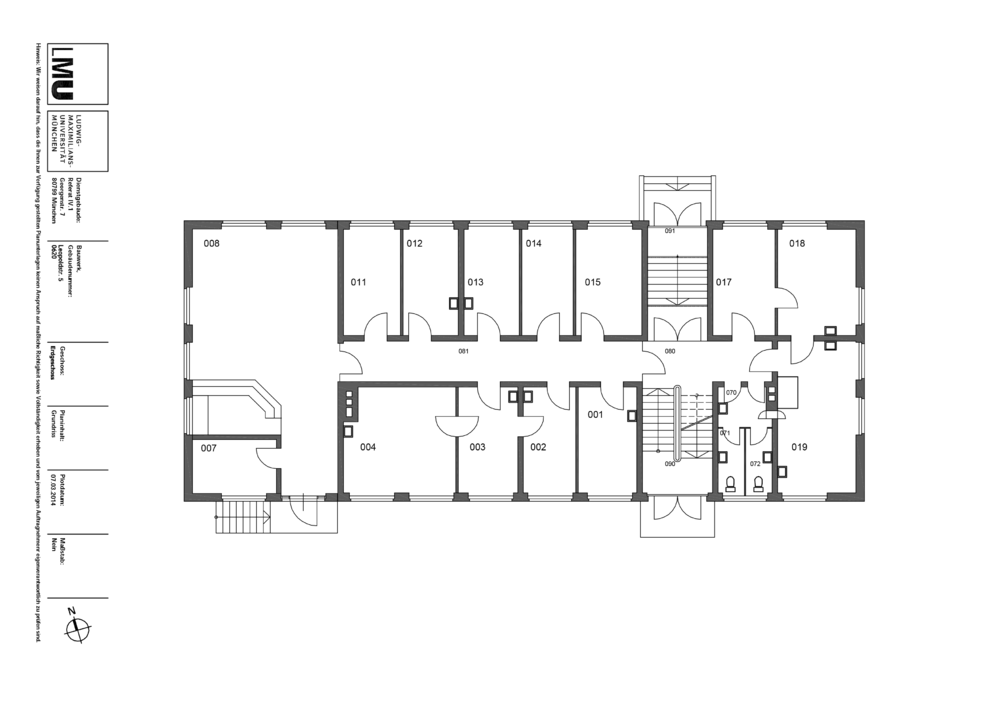 LMU
LUDWIG-
MAXIMILIANS-
UNIVERSITÄT
MÜNCHEN
Dienstgebäude:
Referat IV.1
Georgenstr. 7
80799 München
Bauwerk,
Gebäudenummer:
Leopoldstr. 5
0620
Geschoss:
Erdgeschoss
Planinhalt:
Grundriss
Plotdatum:
07.03.2014
Maßstab:
Nein
N
Hinweis: Wir weisen darauf hin, dass die Ihnen zur Verfügung gestellten Planunterlagen keinen Anspruch auf maßliche Richtigkeit sowie Vollständigkeit erheben und vom jeweiligen Auftragnehmer eigenverantwortlich zu prüfen sind.
091
008
012
014
018
011
013
015
017
081
080
070
001
071
004
003
002
007
090
072
019